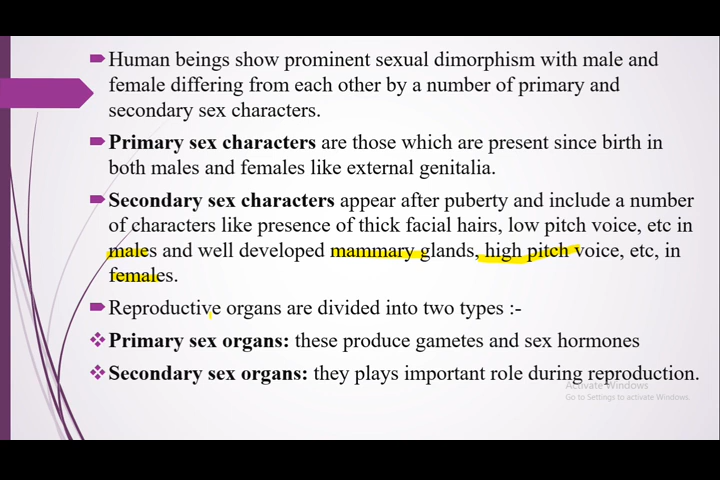 Human beings show prominent sexual dimorphism with male and
female differing from each other by a number of primary and
secondary sex characters.
Primary sex characters are those which are present since birth in
both males and females like external genitalia.
Secondary sex characters appear after puberty and include a number
of characters like presence of thick facial hairs, low pitch voice, etc in
males and well developed mammary glands, high pitch voice, etc, in
females.
Reproductive organs are divided into two types :-
Primary sex organs: these produce gametes and sex hormones
Secondary sex organs: they plays important role during reproduction.
Activate Windows
Go to Settings to activate Windows.